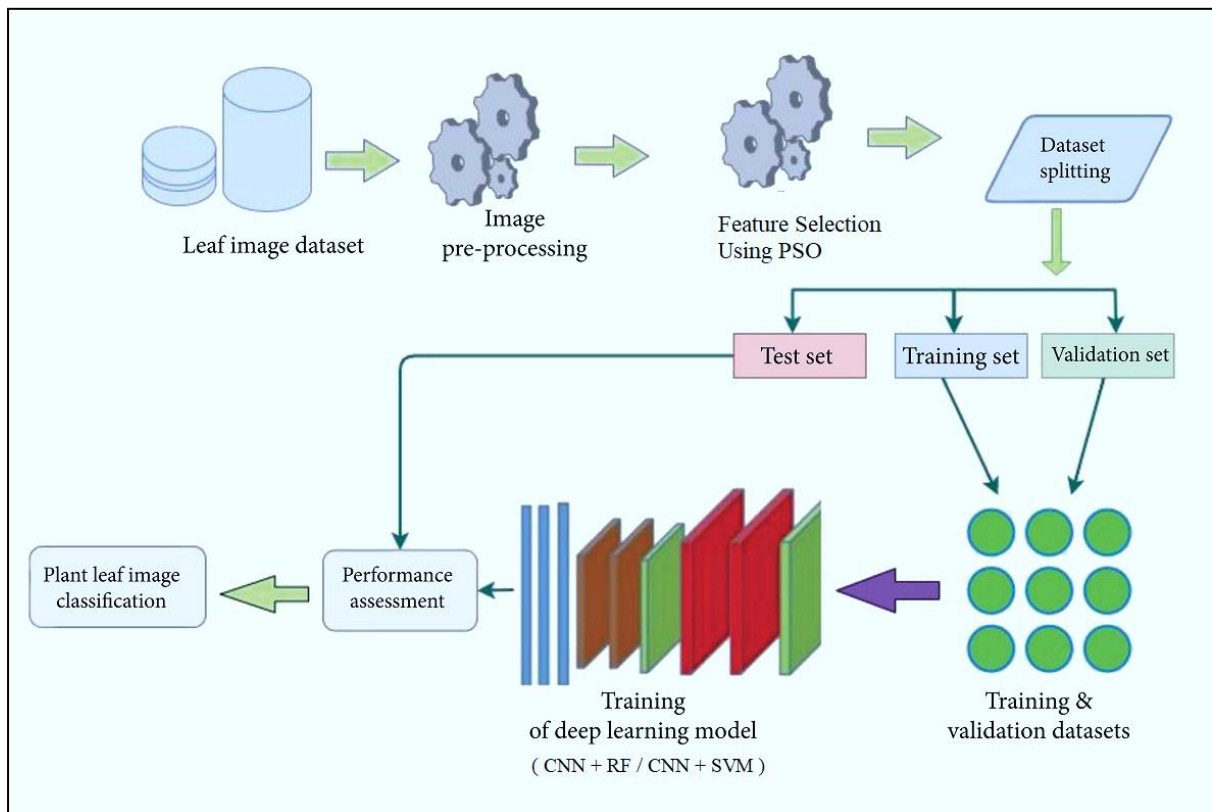 Leaf image dataset
Image
pre-processing
Feature Selection
Using PSO
Dataset
splitting
Test set
Training set
Validation set
Plant leaf image
classification
Performance
assessment
Training
of deep learning model
( CNN + RF / CNN + SVM )
Training &
validation datasets